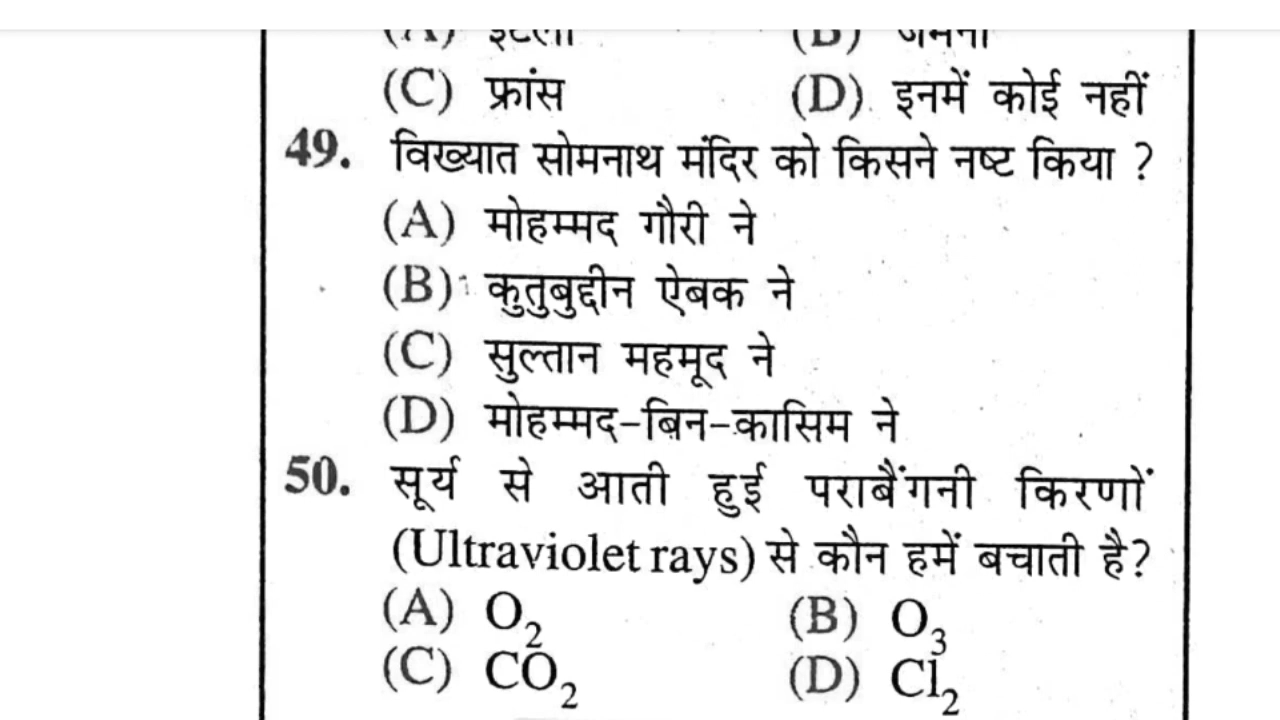 (C) फ्रांस (D) इनमें कोई नहीं
49. विख्यात सोमनाथ मंदिर को किसने नष्ट किया ?
(A) मोहम्मद गौरी ने
(B) कुतुबुद्दीन ऐबक ने
(C) सुल्तान महमूद ने
(D) मोहम्मद-बिन-कासिम ने
50. सूर्य से आती हुई पराबैंगनी किरणों
(Ultraviolet rays) से कौन हमें बचाती है?
(A) O₂ (B) O₃
(C) CO₂ (D) Cl₂